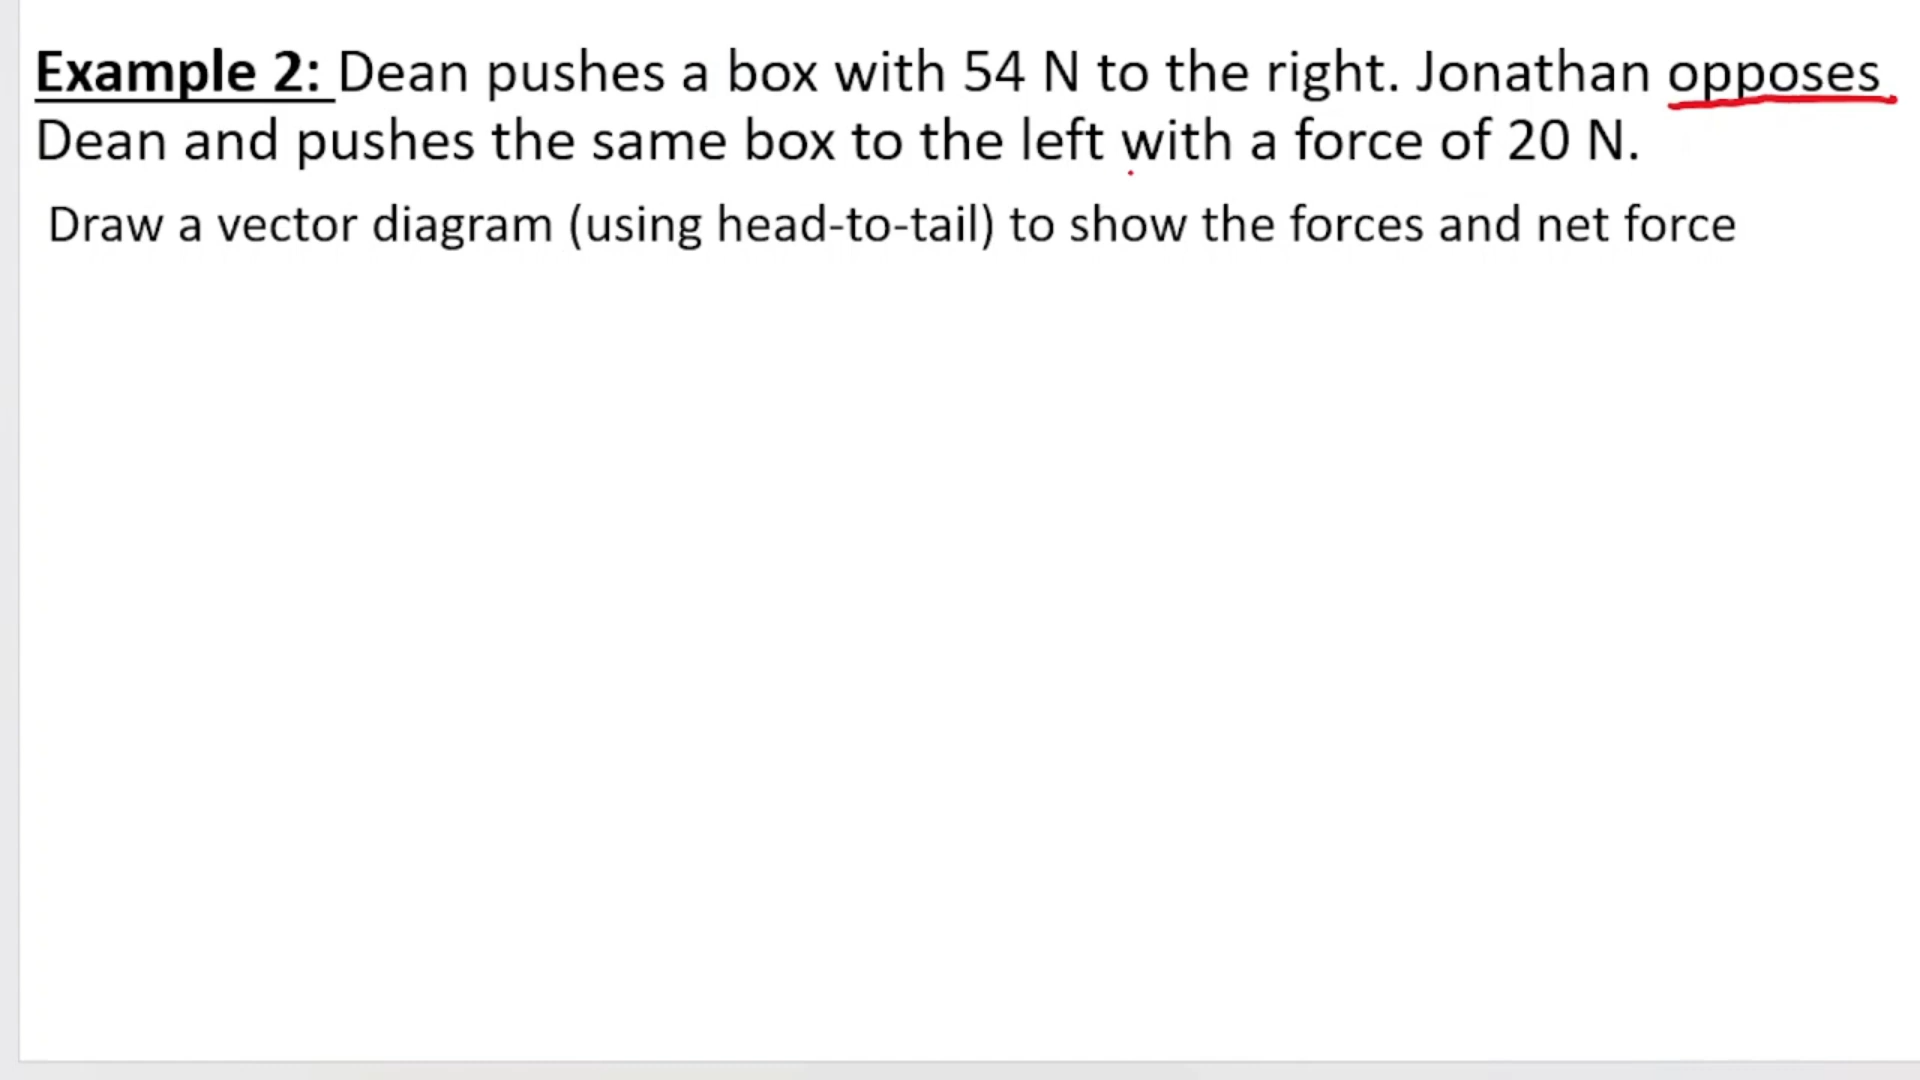 Example 2: Dean pushes a box with 54 N to the right. Jonathan opposes
Dean and pushes the same box to the left with a force of 20 N.
Draw a vector diagram (using head-to-tail) to show the forces and net force